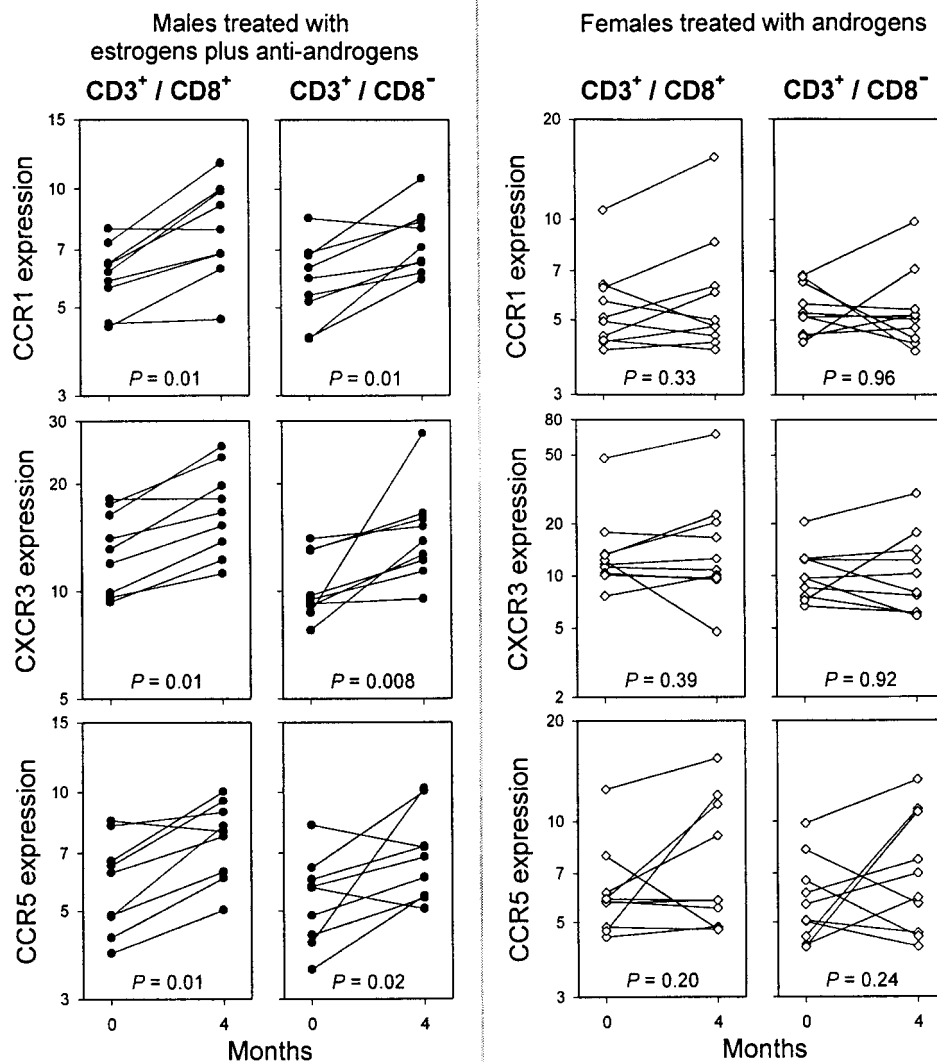 Males treated with
estrogens plus anti-androgens
CD3⁺ / CD8⁺ CD3⁺ / CD8⁻
CCR1 expression
15
10
7
5
3
P = 0.01
P = 0.01
CXCR3 expression
30
20
10
5
P = 0.01
P = 0.008
CCR5 expression
15
10
7
5
3
P = 0.01
P = 0.02
0 4 0 4
Months
Females treated with androgens
CD3⁺ / CD8⁺ CD3⁺ / CD8⁻
CCR1 expression
20
10
7
5
3
P = 0.33
P = 0.96
CXCR3 expression
80
50
20
10
5
2
P = 0.39
P = 0.92
CCR5 expression
20
10
7
5
3
P = 0.20
P = 0.24
0 4 0 4
Months